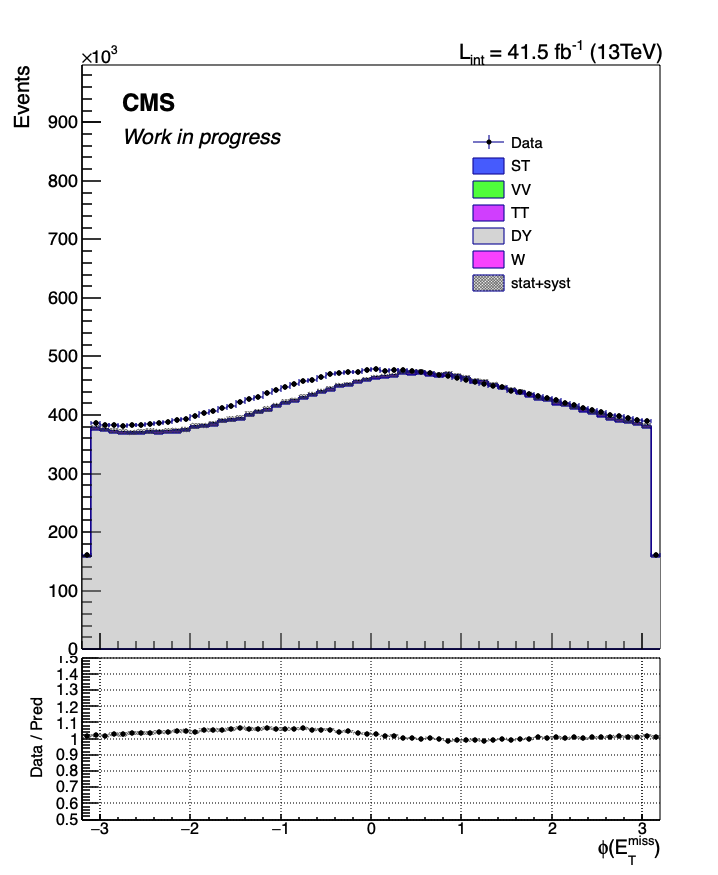 ×10³
L_int = 41.5 fb⁻¹ (13TeV)
Events
CMS
Work in progress
Data
ST
VV
TT
DY
W
stat+syst
900
800
700
600
500
400
300
200
100
0
Data / Pred
1.5
1.4
1.3
1.2
1.1
1
0.9
0.8
0.7
0.6
0.5
−3 −2 −1 0 1 2 3
ϕ(E_T^miss)